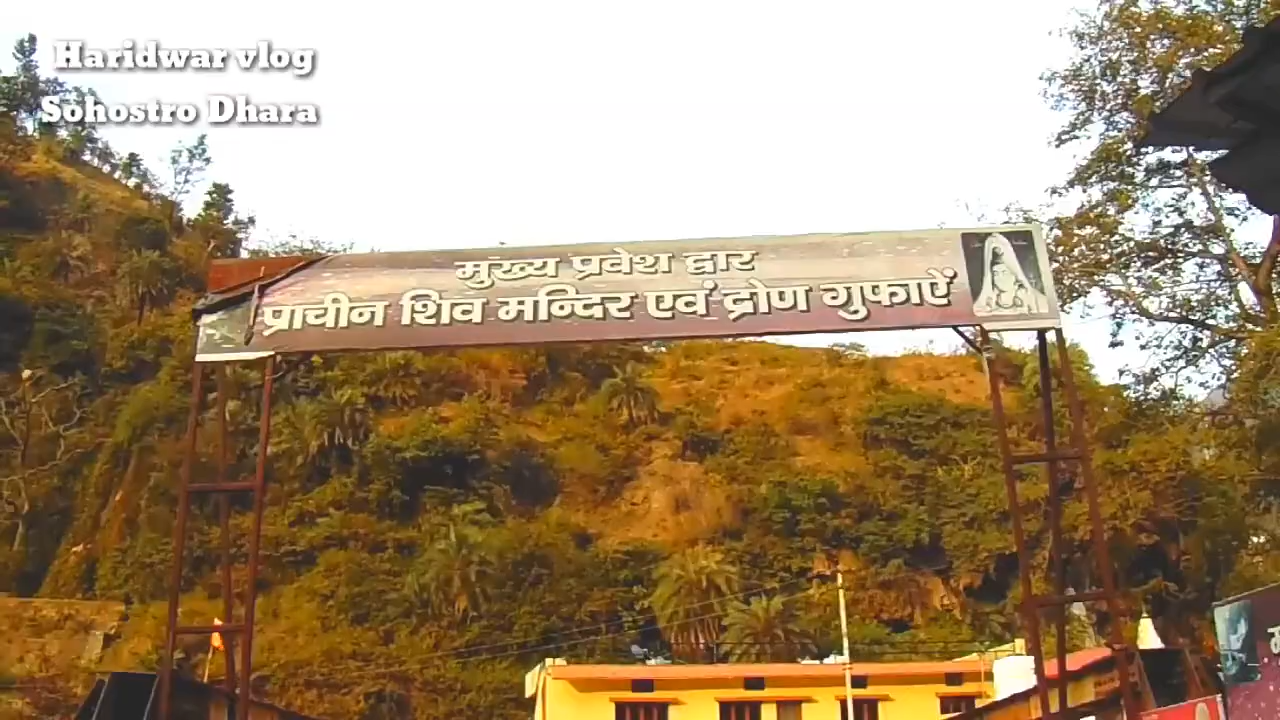 Haridwar vlog
Sohostro Dhara
मुख्य प्रवेश द्वार
प्राचीन शिव मन्दिर एवं द्रोण गुफाऐं